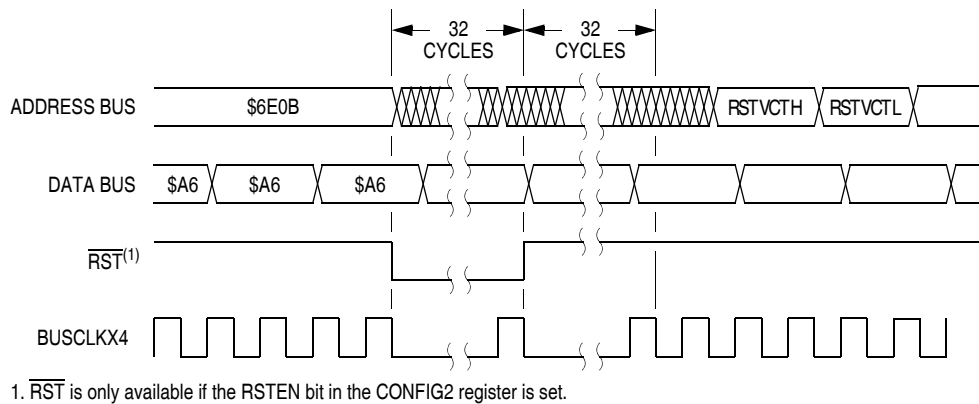 32
CYCLES
32
CYCLES
ADDRESS BUS
$6E0B
RSTVCTH
RSTVCTL
DATA BUS
$A6
$A6
$A6
RST(1)
BUSCLKX4
1. RST is only available if the RSTEN bit in the CONFIG2 register is set.